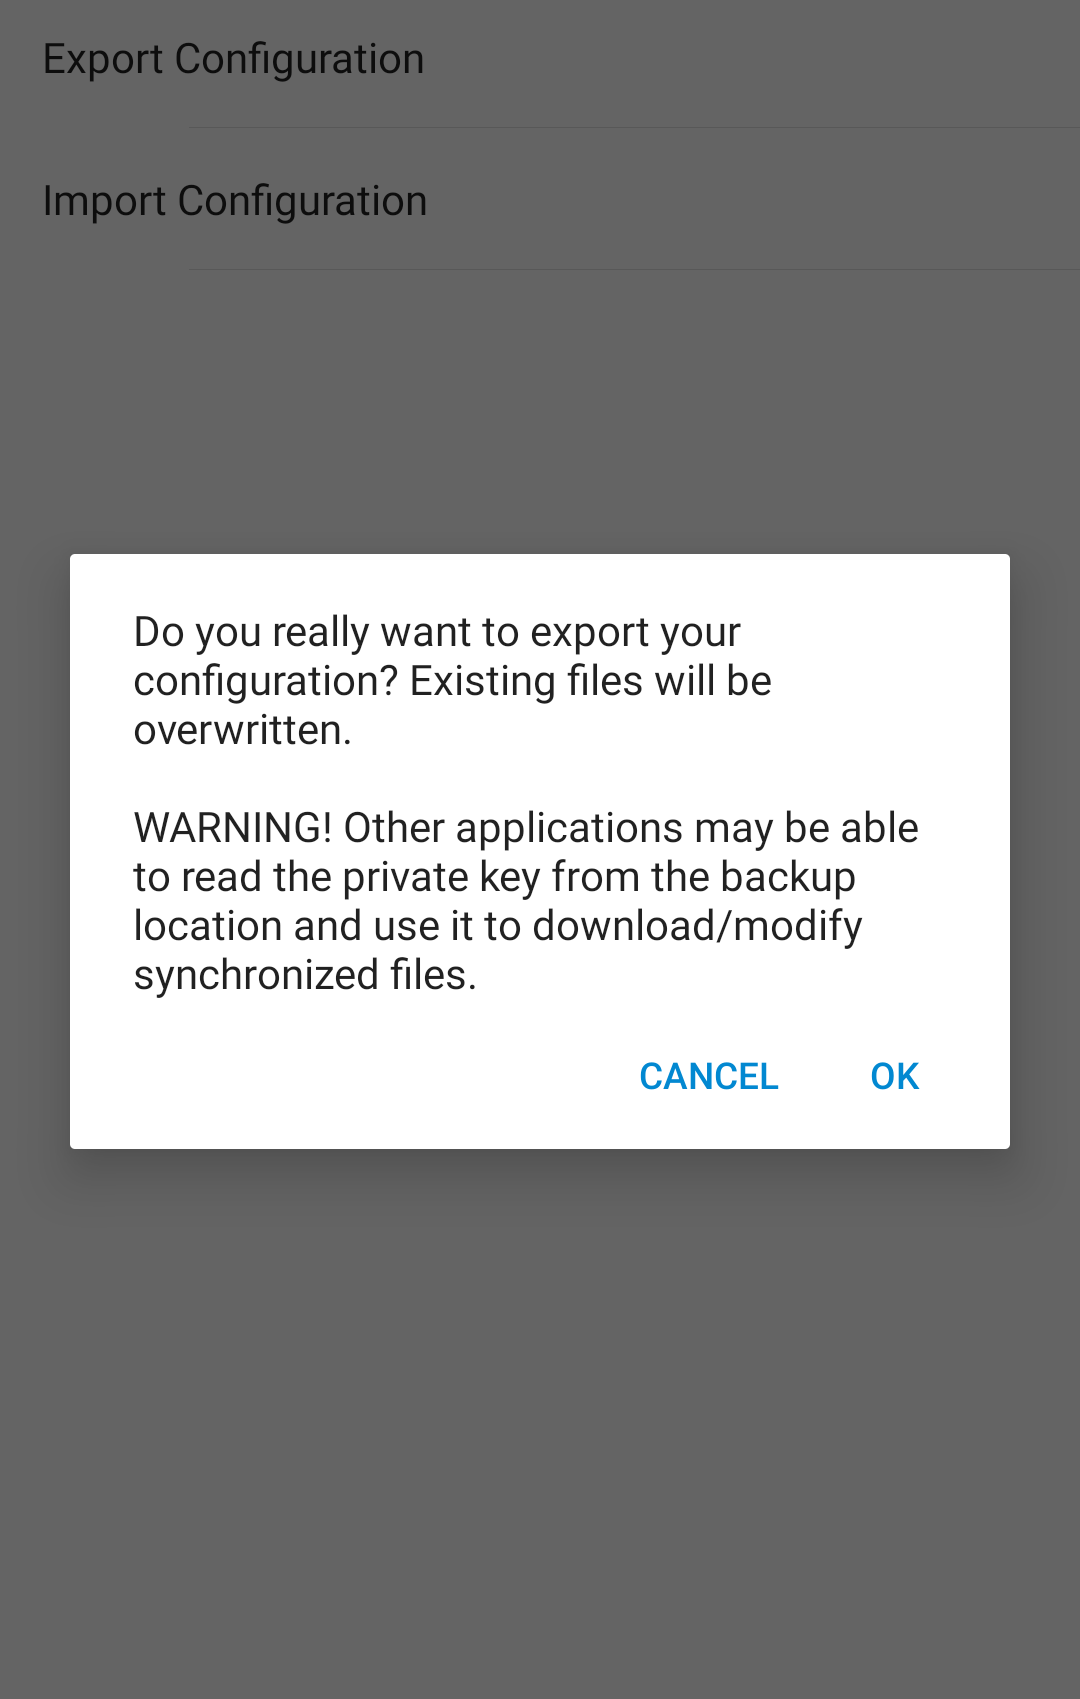 Export Configuration
Import Configuration
Do you really want to export your
configuration? Existing files will be
overwritten.
WARNING! Other applications may be able
to read the private key from the backup
location and use it to download/modify
synchronized files.
CANCEL OK